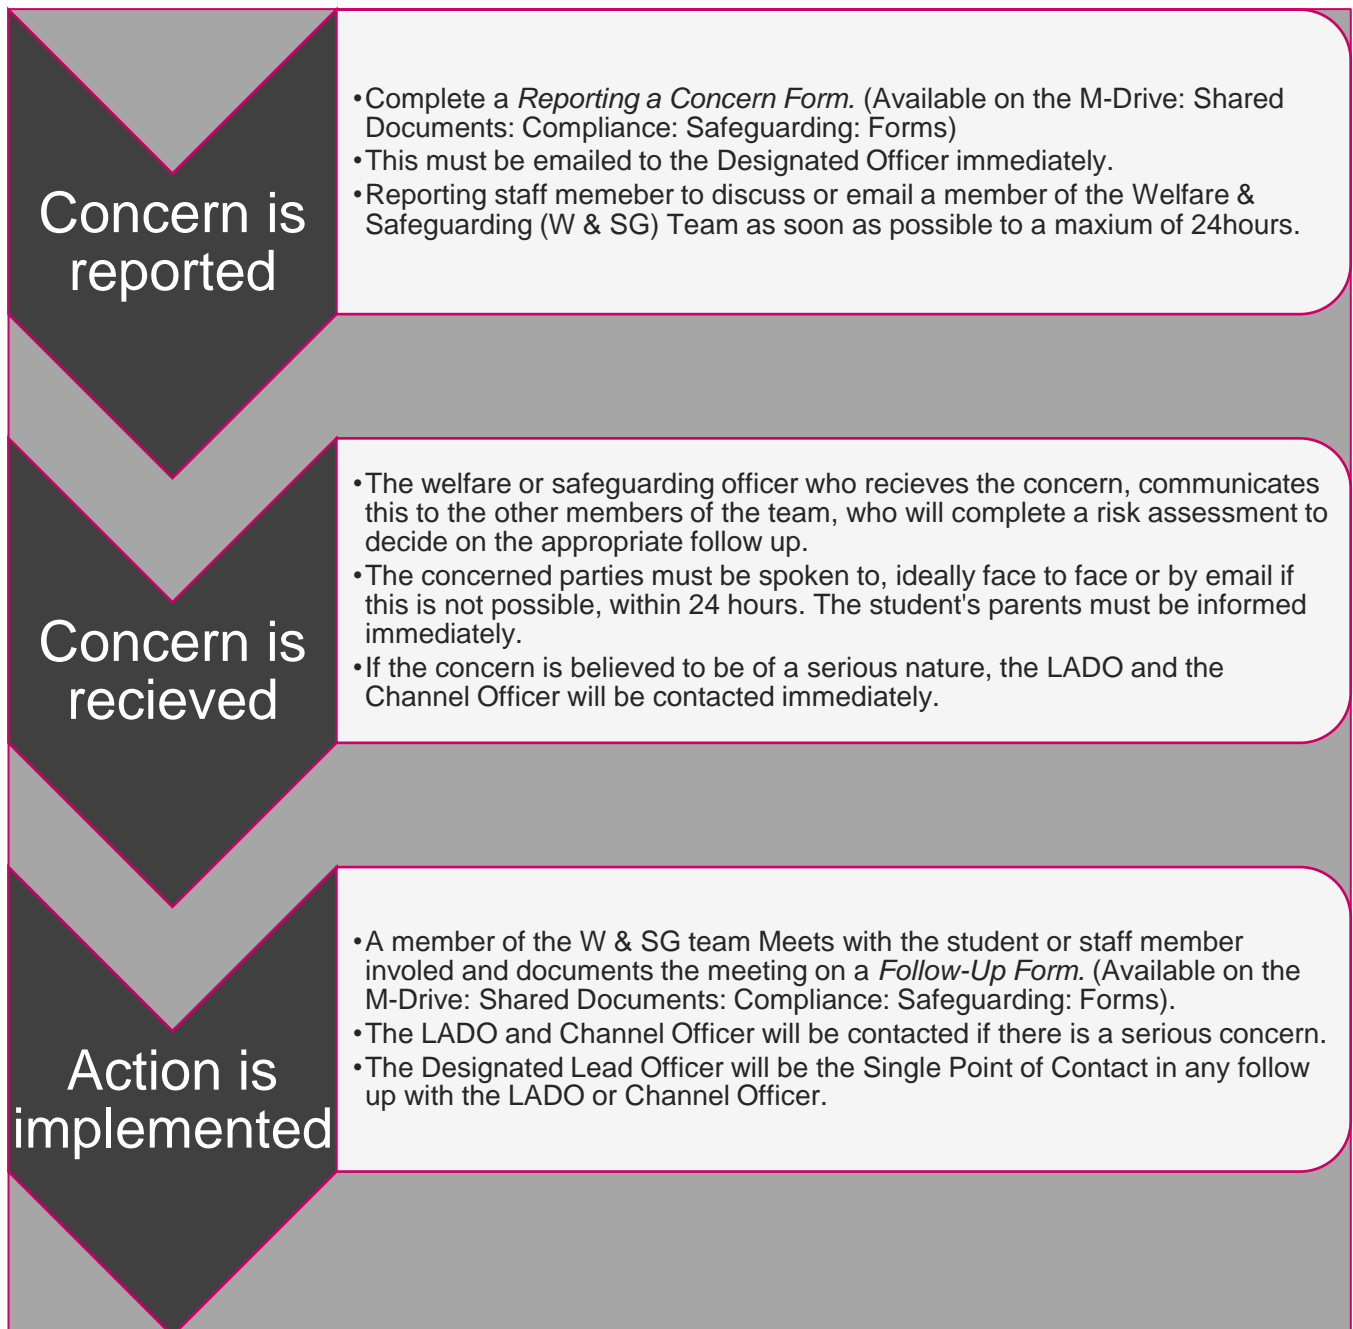 Concern is
reported
•Complete a Reporting a Concern Form. (Available on the M-Drive: Shared
Documents: Compliance: Safeguarding: Forms)
•This must be emailed to the Designated Officer immediately.
•Reporting staff memeber to discuss or email a member of the Welfare &
Safeguarding (W & SG) Team as soon as possible to a maxium of 24hours.
Concern is
recieved
•The welfare or safeguarding officer who recieves the concern, communicates
this to the other members of the team, who will complete a risk assessment to
decide on the appropriate follow up.
•The concerned parties must be spoken to, ideally face to face or by email if
this is not possible, within 24 hours. The student's parents must be informed
immediately.
•If the concern is believed to be of a serious nature, the LADO and the
Channel Officer will be contacted immediately.
Action is
implemented
•A member of the W & SG team Meets with the student or staff member
involed and documents the meeting on a Follow-Up Form. (Available on the
M-Drive: Shared Documents: Compliance: Safeguarding: Forms).
•The LADO and Channel Officer will be contacted if there is a serious concern.
•The Designated Lead Officer will be the Single Point of Contact in any follow
up with the LADO or Channel Officer.